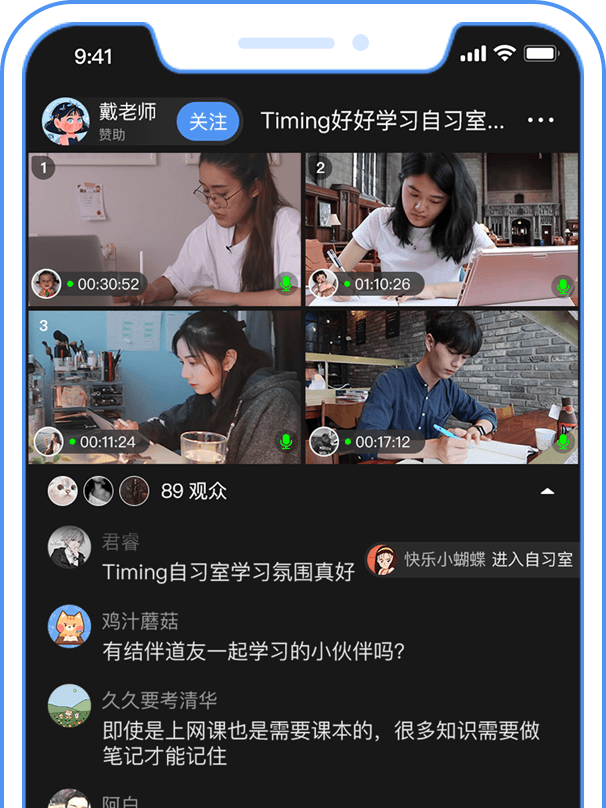 9:41
戴老师
赞助
关注
Timing好好学习自习室...
1
00:30:52
2
01:10:26
3
00:11:24
00:17:12
89 观众
君睿
Timing自习室学习氛围真好
快乐小蝴蝶 进入自习室
鸡汁蘑菇
有结伴道友一起学习的小伙伴吗?
久久要考清华
即使是上网课也是需要课本的，很多知识需要做
笔记才能记住
阿白